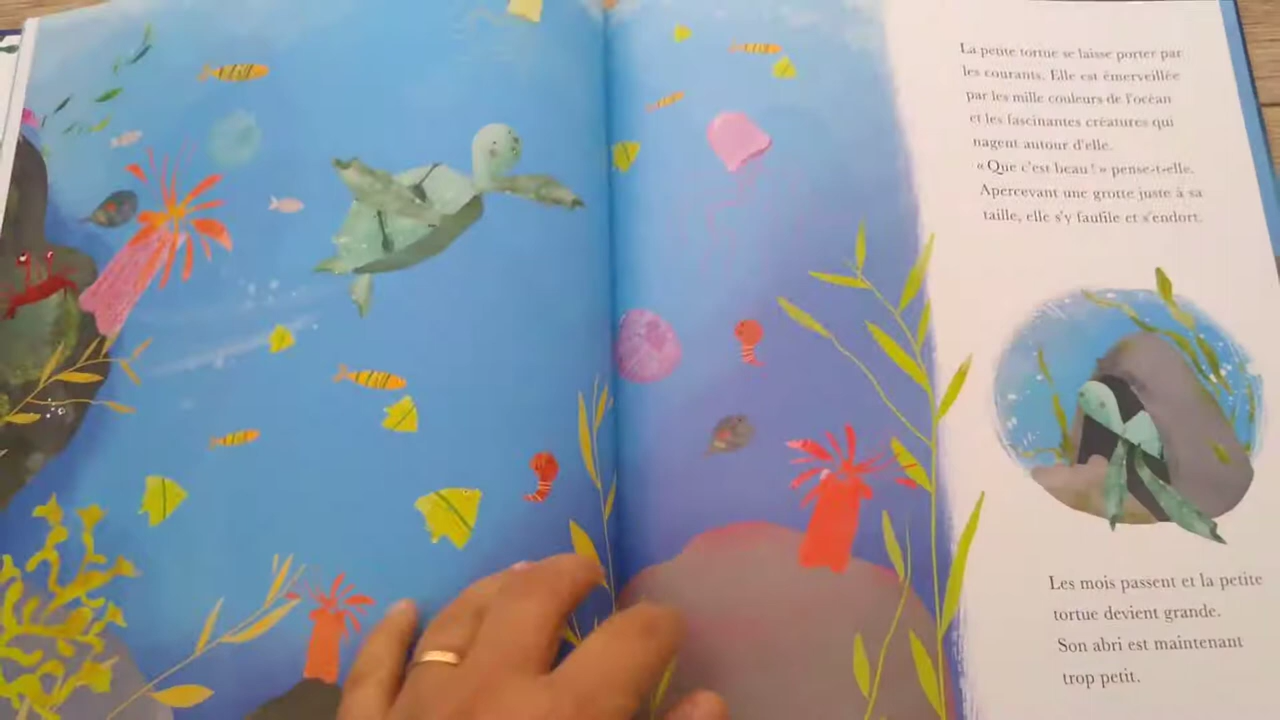 La petite tortue se laisse porter par
les courants. Elle est émerveillée
par les mille couleurs de l'océan
et les fascinantes créatures qui
nagent autour d'elle.
« Que c'est beau ! » pense-t-elle.
Apercevant une grotte juste à sa
taille, elle s'y faufile et s'endort.
Les mois passent et la petite
tortue devient grande.
Son abri est maintenant
trop petit.